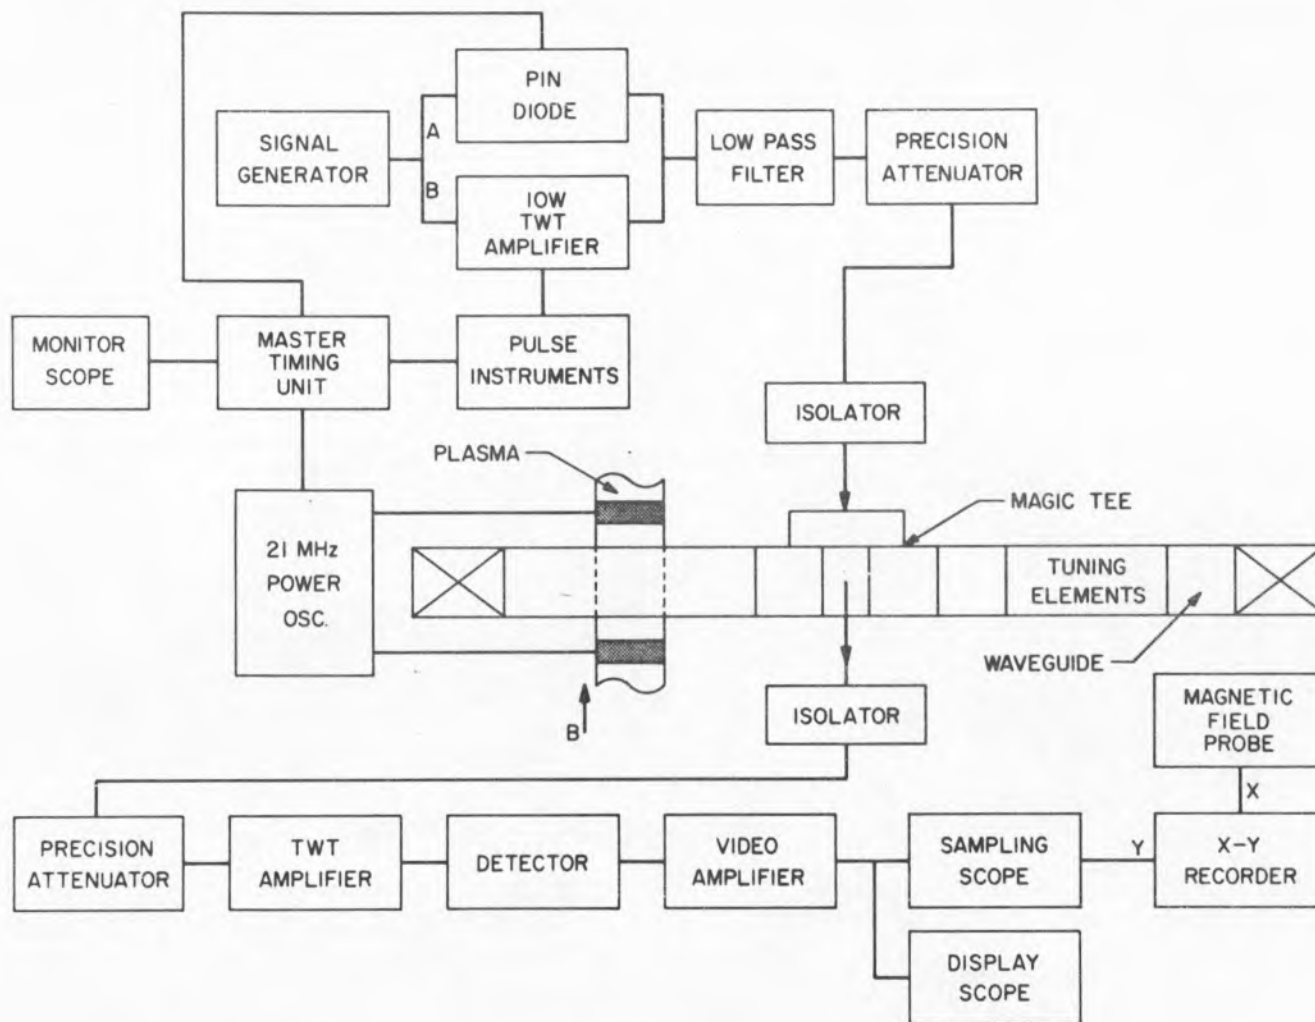 PIN
DIODE
SIGNAL
GENERATOR
A
B
LOW PASS
FILTER
PRECISION
ATTENUATOR
10W
TWT
AMPLIFIER
MONITOR
SCOPE
MASTER
TIMING
UNIT
PULSE
INSTRUMENTS
ISOLATOR
PLASMA
MAGIC TEE
21 MHz
POWER
OSC.
TUNING
ELEMENTS
WAVEGUIDE
B
ISOLATOR
MAGNETIC
FIELD
PROBE
X
PRECISION
ATTENUATOR
TWT
AMPLIFIER
DETECTOR
VIDEO
AMPLIFIER
SAMPLING
SCOPE
Y
X-Y
RECORDER
DISPLAY
SCOPE